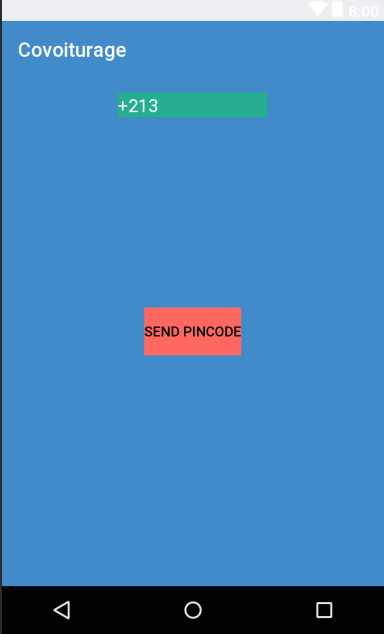 8:00
Covoiturage
+213
SEND PINCODE